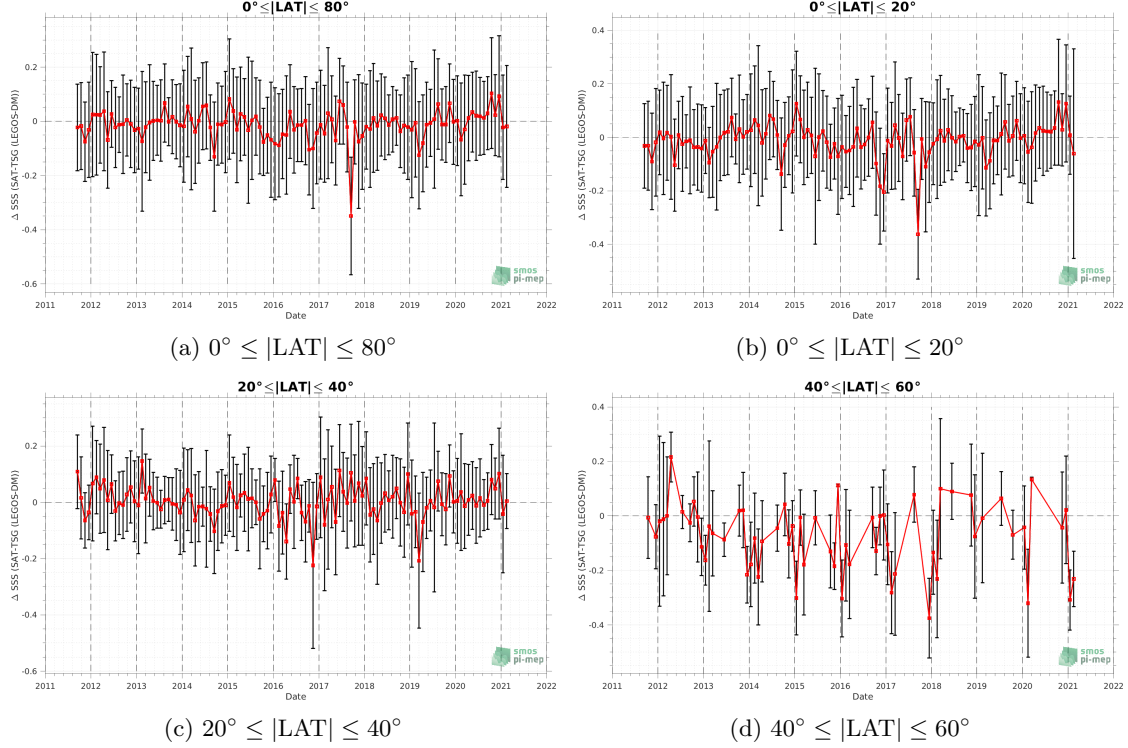 0°≤|LAT|≤ 80°
Δ SSS (SAT-TSG (LEGOS-DM))
0.2
0
-0.2
-0.4
-0.6
2011 2012 2013 2014 2015 2016 2017 2018 2019 2020 2021 2022
Date
smos
pi-mep
(a) 0° ≤ |LAT| ≤ 80°
0°≤|LAT|≤ 20°
Δ SSS (SAT-TSG (LEGOS-DM))
0.4
0.2
0
-0.2
-0.4
2011 2012 2013 2014 2015 2016 2017 2018 2019 2020 2021 2022
Date
smos
pi-mep
(b) 0° ≤ |LAT| ≤ 20°
20°≤|LAT|≤ 40°
Δ SSS (SAT-TSG (LEGOS-DM))
0.2
0
-0.2
-0.4
-0.6
2011 2012 2013 2014 2015 2016 2017 2018 2019 2020 2021 2022
Date
smos
pi-mep
(c) 20° ≤ |LAT| ≤ 40°
40°≤|LAT|≤ 60°
Δ SSS (SAT-TSG (LEGOS-DM))
0.4
0.2
0
-0.2
-0.4
2011 2012 2013 2014 2015 2016 2017 2018 2019 2020 2021 2022
Date
smos
pi-mep
(d) 40° ≤ |LAT| ≤ 60°